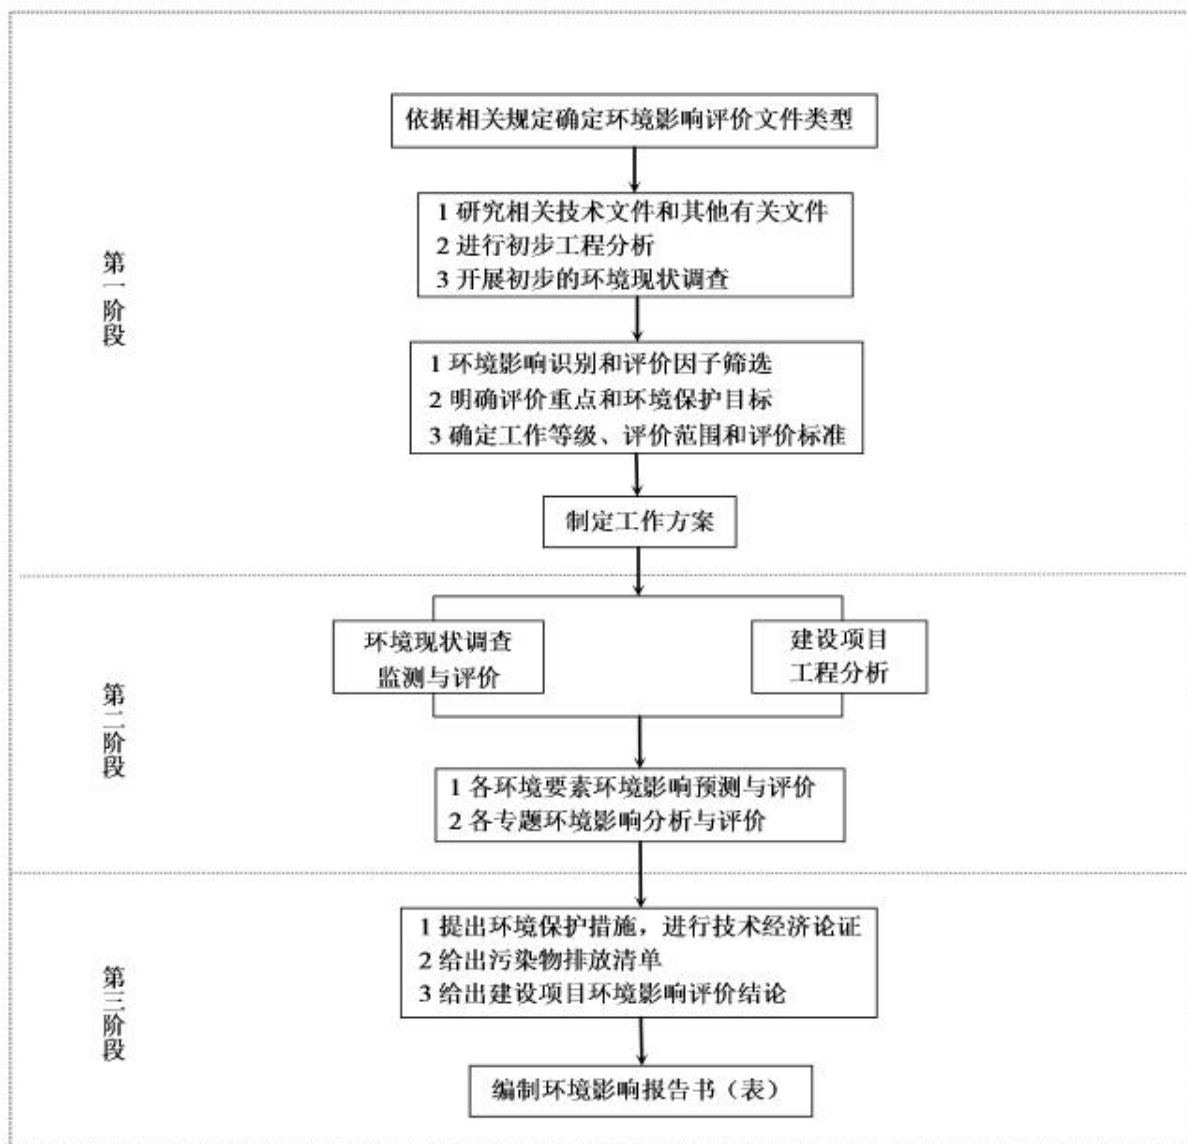 依据相关规定确定环境影响评价文件类型
1 研究相关技术文件和其他有关文件
2 进行初步工程分析
3 开展初步的环境现状调查
第一阶段
1 环境影响识别和评价因子筛选
2 明确评价重点和环境保护目标
3 确定工作等级、评价范围和评价标准
制定工作方案
环境现状调查
监测与评价
建设项目
工程分析
第二阶段
1 各环境要素环境影响预测与评价
2 各专题环境影响分析与评价
1 提出环境保护措施，进行技术经济论证
2 给出污染物排放清单
3 给出建设项目环境影响评价结论
第三阶段
编制环境影响报告书（表）